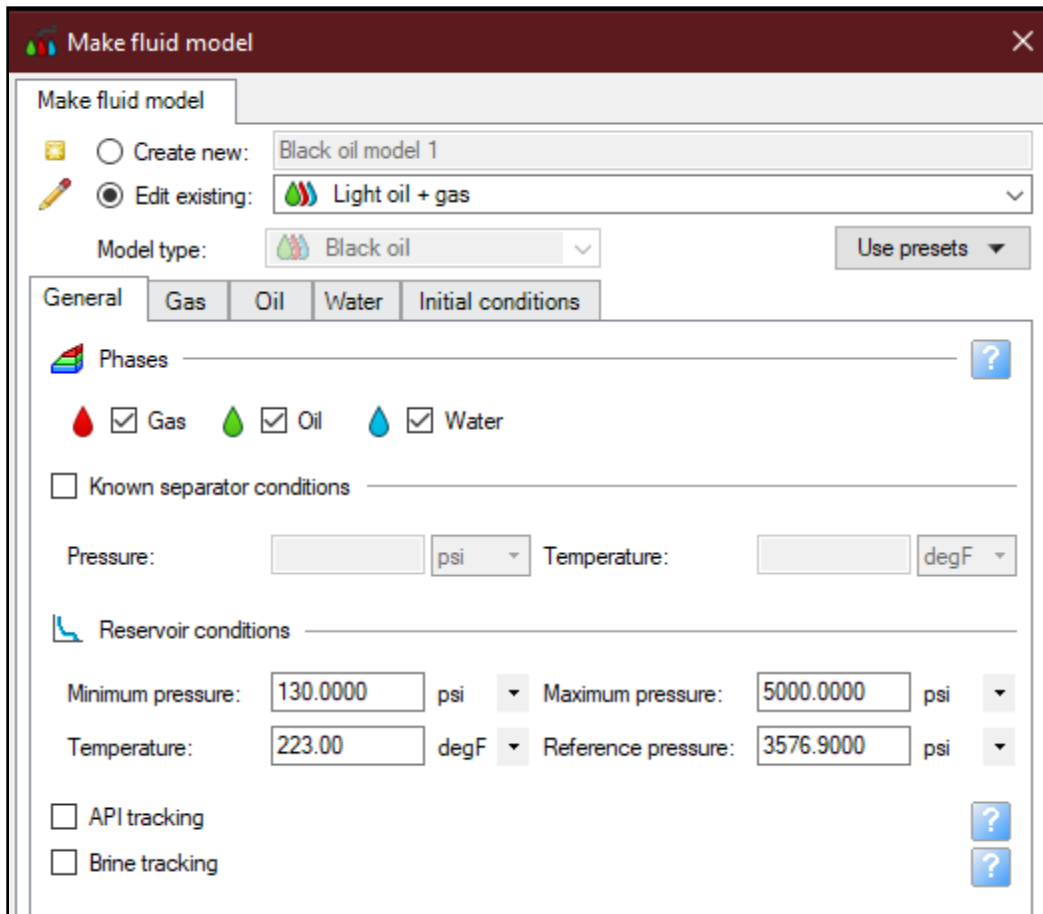 Make fluid model
Make fluid model
Create new: Black oil model 1
Edit existing: Light oil + gas
Model type: Black oil Use presets
General Gas Oil Water Initial conditions
Phases ?
Gas Oil Water
Known separator conditions
Pressure: psi Temperature: degF
Reservoir conditions
Minimum pressure: 130.0000 psi Maximum pressure: 5000.0000 psi
Temperature: 223.00 degF Reference pressure: 3576.9000 psi
API tracking ?
Brine tracking ?